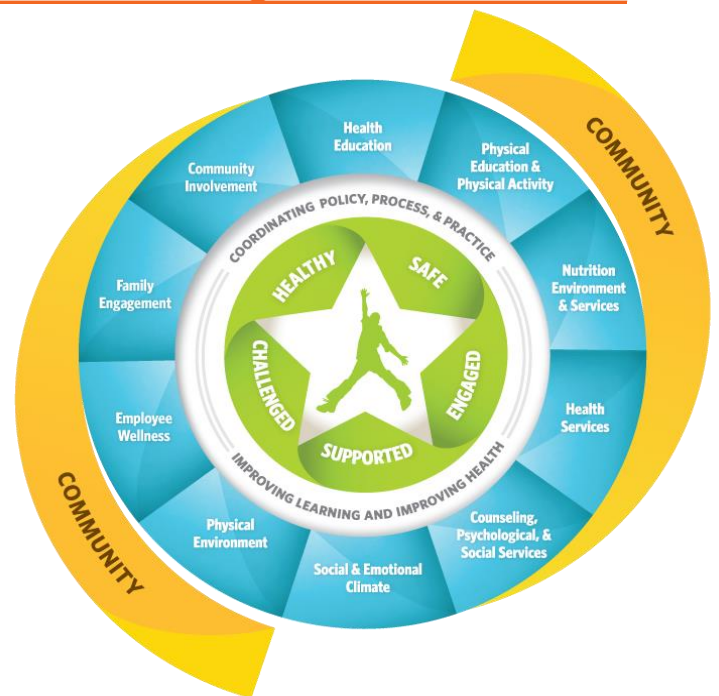 COMMUNITY
Health
Education
Physical
Education &
Physical Activity
Nutrition
Environment
& Services
Health
Services
Counseling,
Psychological, &
Social Services
Social & Emotional
Climate
Physical
Environment
Employee
Wellness
Family
Engagement
Community
Involvement
COORDINATING POLICY, PROCESS, & PRACTICE
IMPROVING LEARNING AND IMPROVING HEALTH
HEALTHY
SAFE
ENGAGED
SUPPORTED
CHALLENGED
COMMUNITY